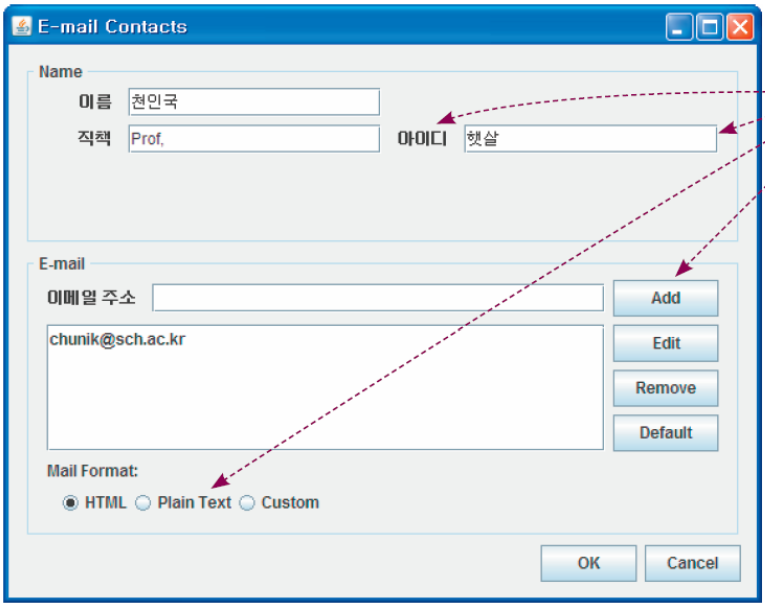 E-mail Contacts
Name
이름 천인국
직책 Prof, 아이디 햇살
E-mail
이메일 주소 Add
chunik@sch.ac.kr Edit
Remove
Default
Mail Format:
HTML Plain Text Custom
OK Cancel